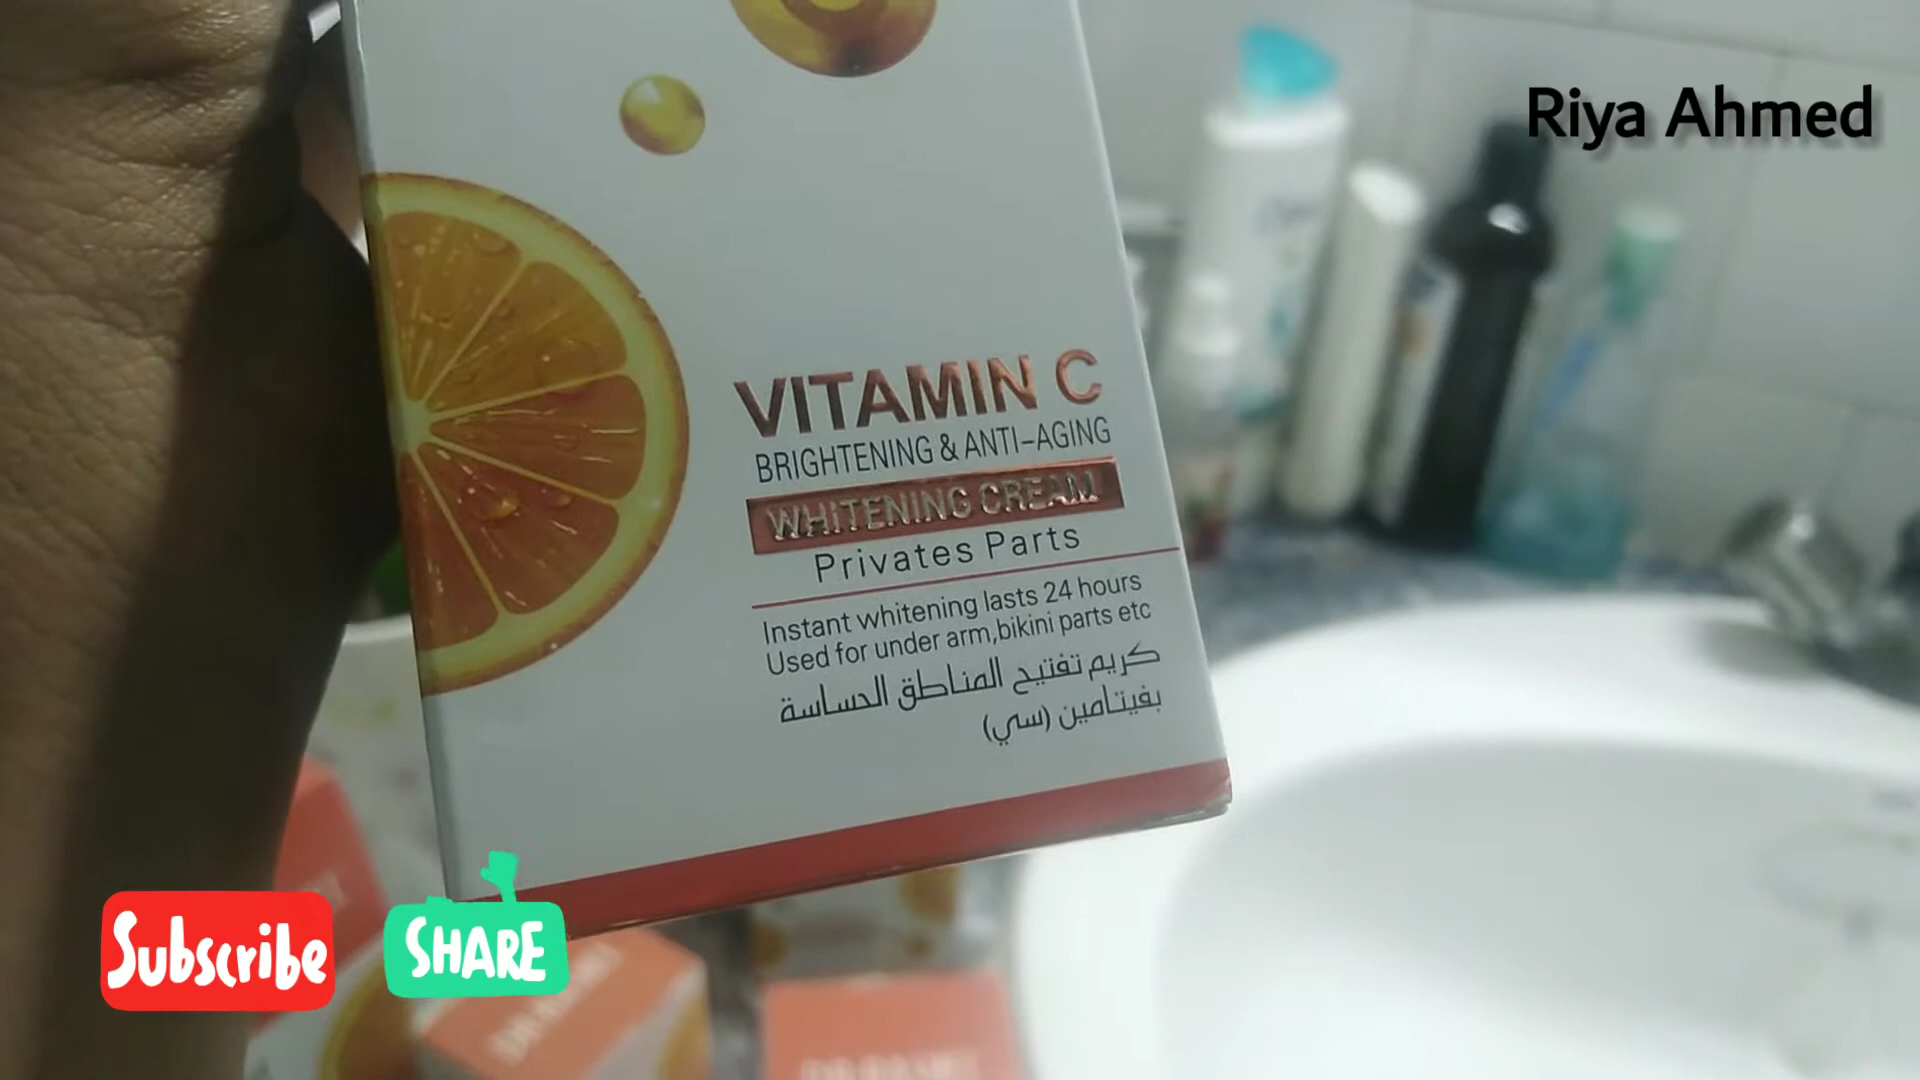 Riya Ahmed
VITAMIN C
BRIGHTENING & ANTI-AGING
WHITENING CREAM
Privates Parts
Instant whitening lasts 24 hours
Used for under arm,bikini parts etc
كريم تفتيح المناطق الحساسة
بفيتامين (سي)
Subscribe
SHARE